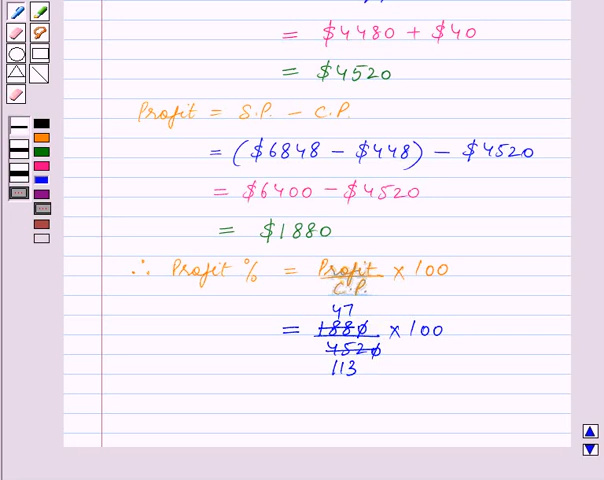 = $4480 + $40
= $4520
Profit = S.P. - C.P.
= ($6848 - $448) - $4520
= $6400 - $4520
= $1880
∴ Profit % = Profit/C.P. × 100
47
= 1880/4520 × 100
113